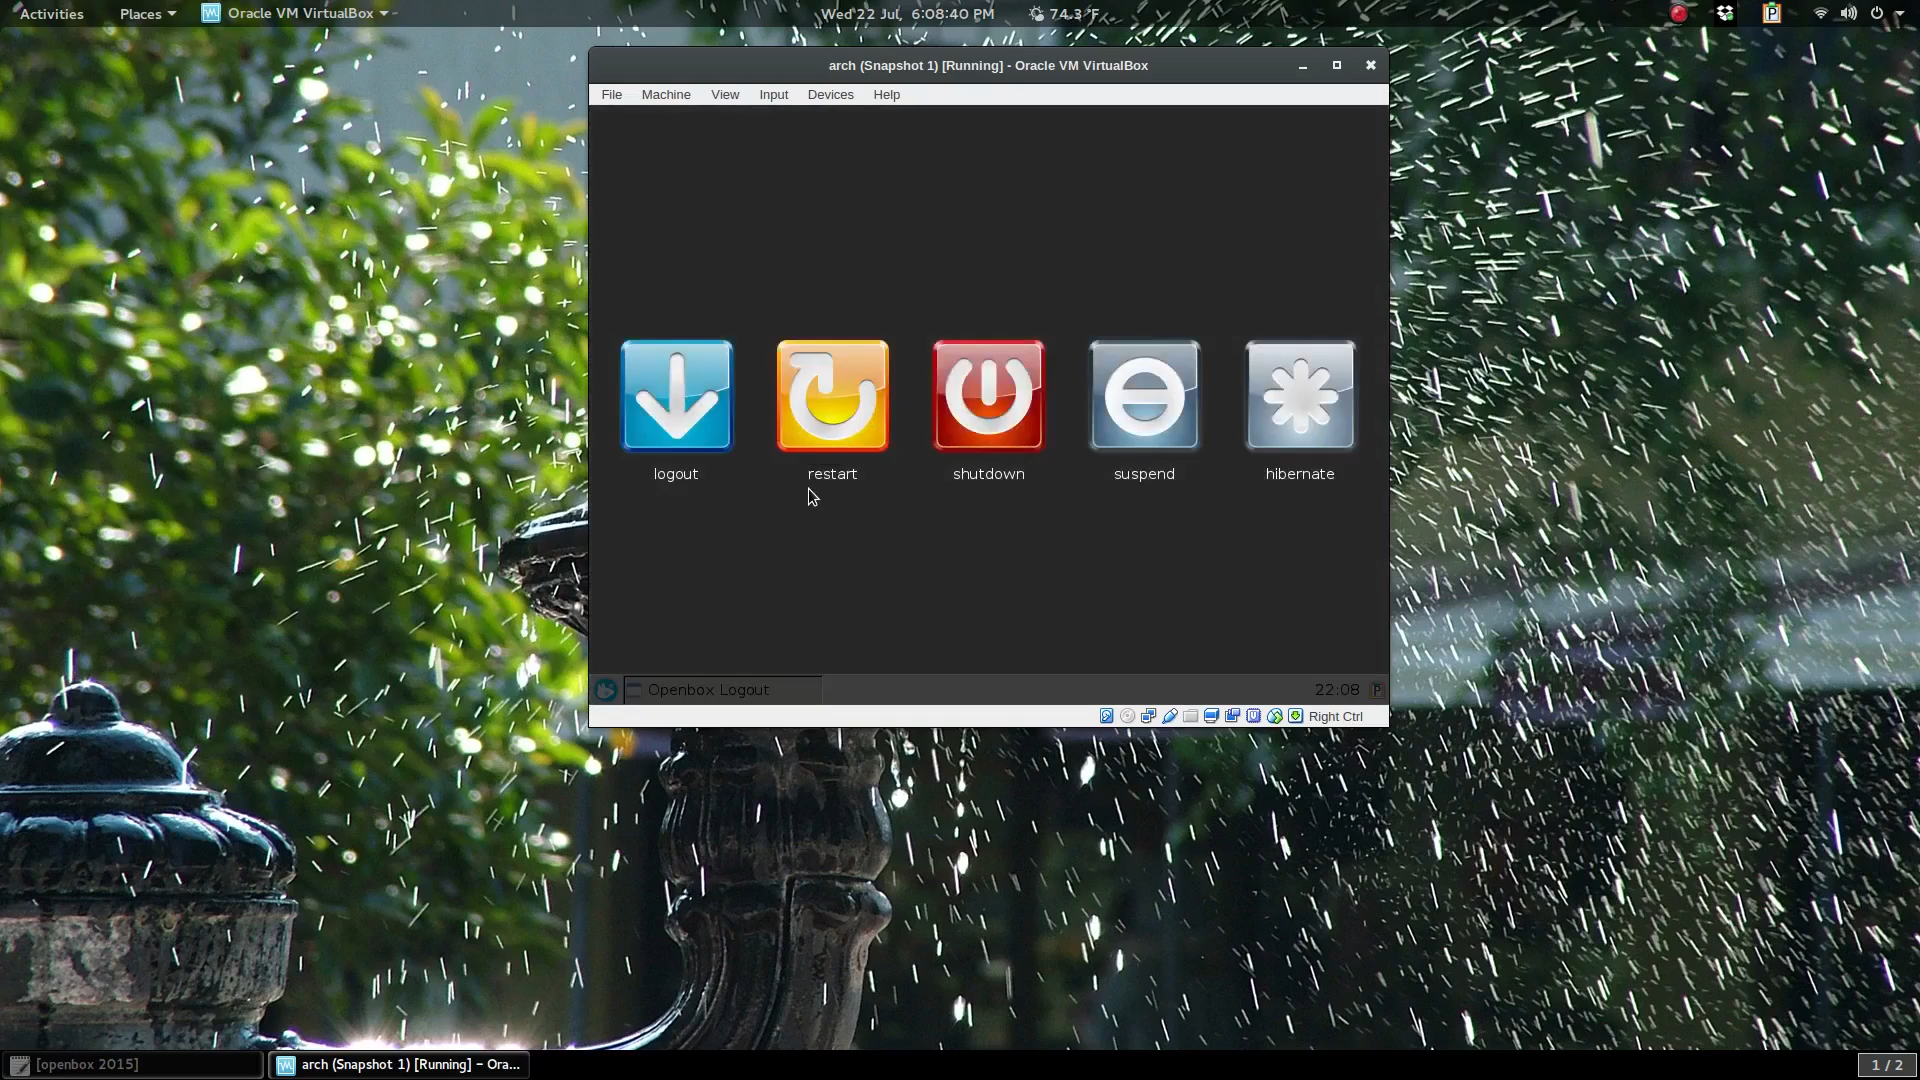 Activities Places Oracle VM VirtualBox Wed 22 Jul, 6:08:40 PM 74.3 °F
arch (Snapshot 1) [Running] - Oracle VM VirtualBox
File Machine View Input Devices Help
logout restart shutdown suspend hibernate
Openbox Logout 22:08
Right Ctrl
[openbox 2015] arch (Snapshot 1) [Running] – Ora... 1 / 2